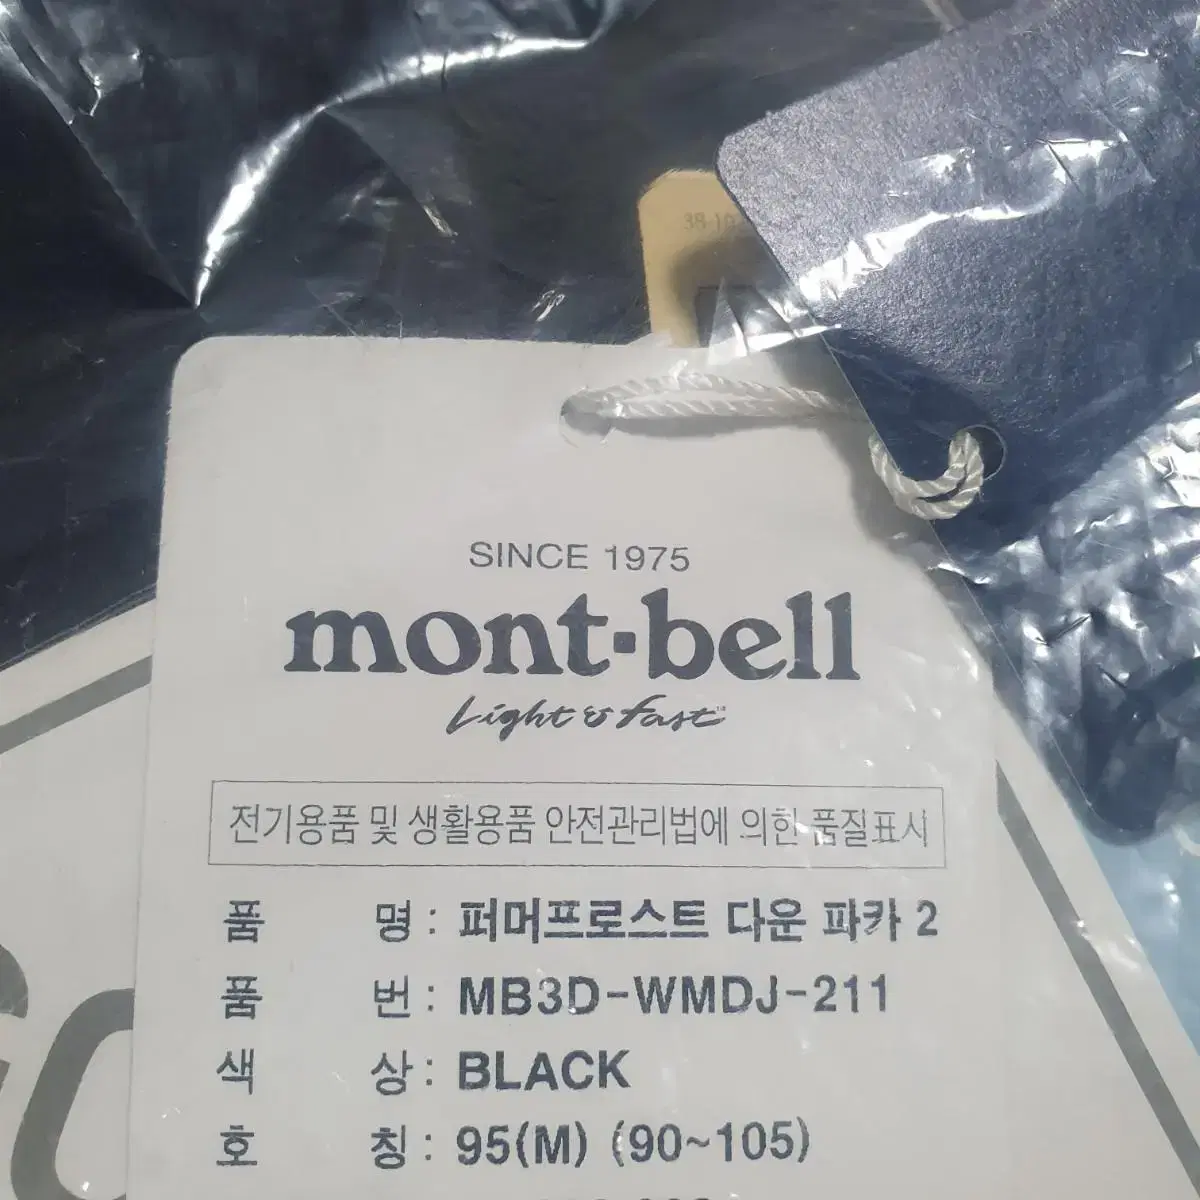 SINCE 1975
mont-bell
Light & fast
전기용품 및 생활용품 안전관리법에 의한 품질표시
품 명 : 퍼머프로스트 다운 파카 2
품 번 : MB3D-WMDJ-211
색 상 : BLACK
호 칭 : 95(M) (90~105)